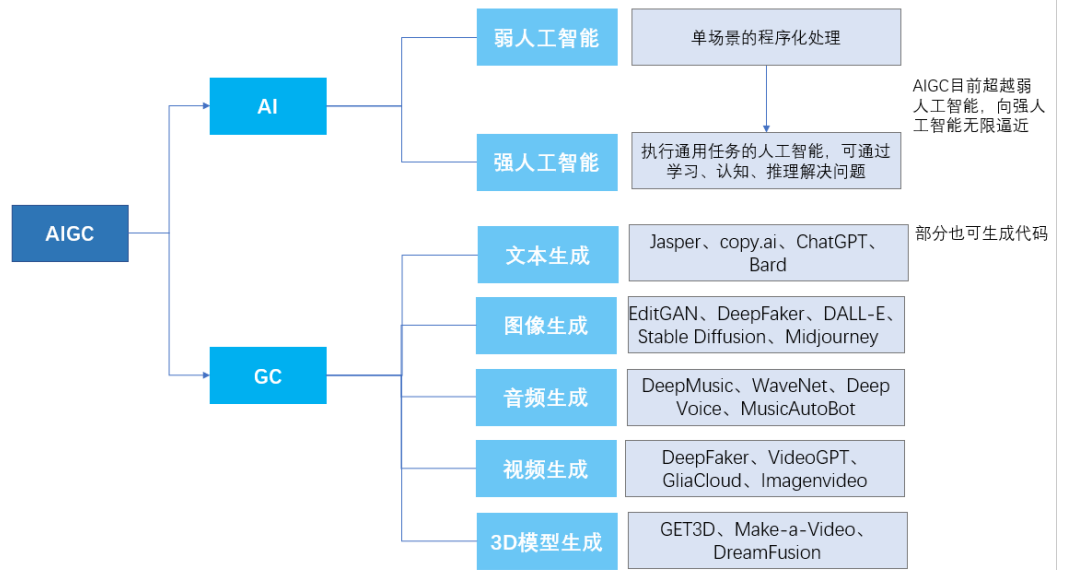 弱人工智能
单场景的程序化处理
AI
AIGC目前超越弱
人工智能，向强人
工智能无限逼近
强人工智能
执行通用任务的人工智能，可通过
学习、认知、推理解决问题
AIGC
文本生成
Jasper、copy.ai、ChatGPT、
Bard
部分也可生成代码
图像生成
EditGAN、DeepFaker、DALL-E、
Stable Diffusion、Midjourney
GC
音频生成
DeepMusic、WaveNet、Deep
Voice、MusicAutoBot
视频生成
DeepFaker、VideoGPT、
GliaCloud、Imagenvideo
3D模型生成
GET3D、Make-a-Video、
DreamFusion